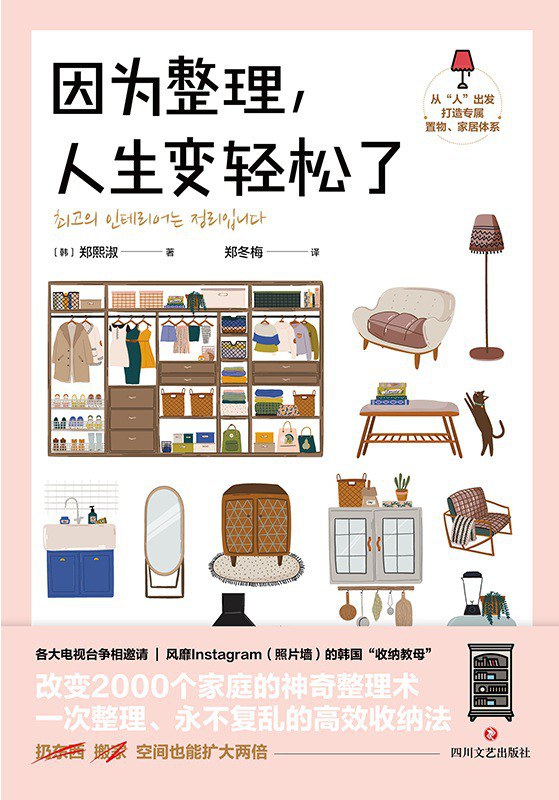 因为整理，
人生变轻松了
최고의 인테리어는 정리입니다
从“人”出发
打造专属
置物、家居体系
［韩］郑熙淑 著 郑冬梅 译
各大电视台争相邀请｜风靡Instagram（照片墙）的韩国“收纳教母”
改变2000个家庭的神奇整理术
一次整理、永不复乱的高效收纳法
扔东西 搬家 空间也能扩大两倍
四川文艺出版社